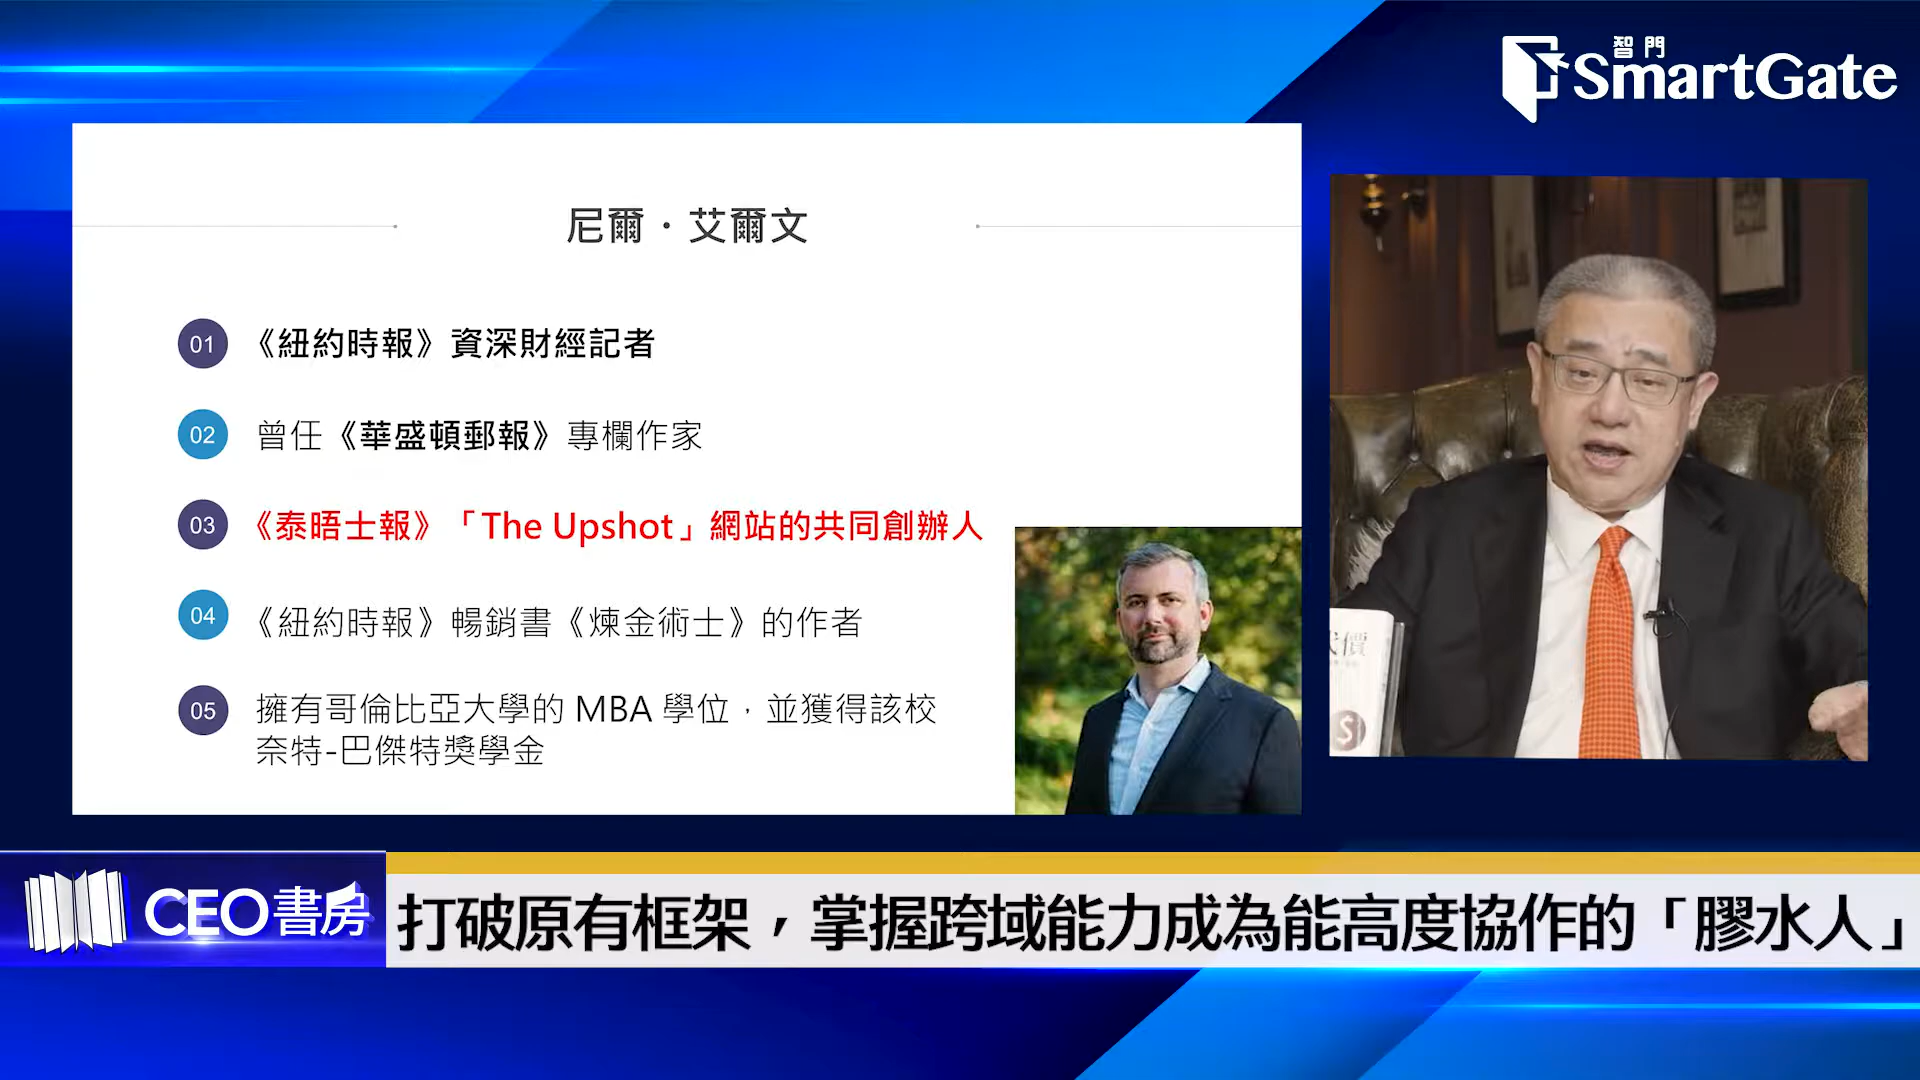 智門
SmartGate
尼爾·艾爾文
01 《紐約時報》資深財經記者
02 曾任《華盛頓郵報》專欄作家
03 《泰晤士報》「The Upshot」網站的共同創辦人
04 《紐約時報》暢銷書《煉金術士》的作者
05 擁有哥倫比亞大學的 MBA 學位，並獲得該校
奈特-巴傑特獎學金
代價
$
CEO書房
打破原有框架，掌握跨域能力成為能高度協作的「膠水人」